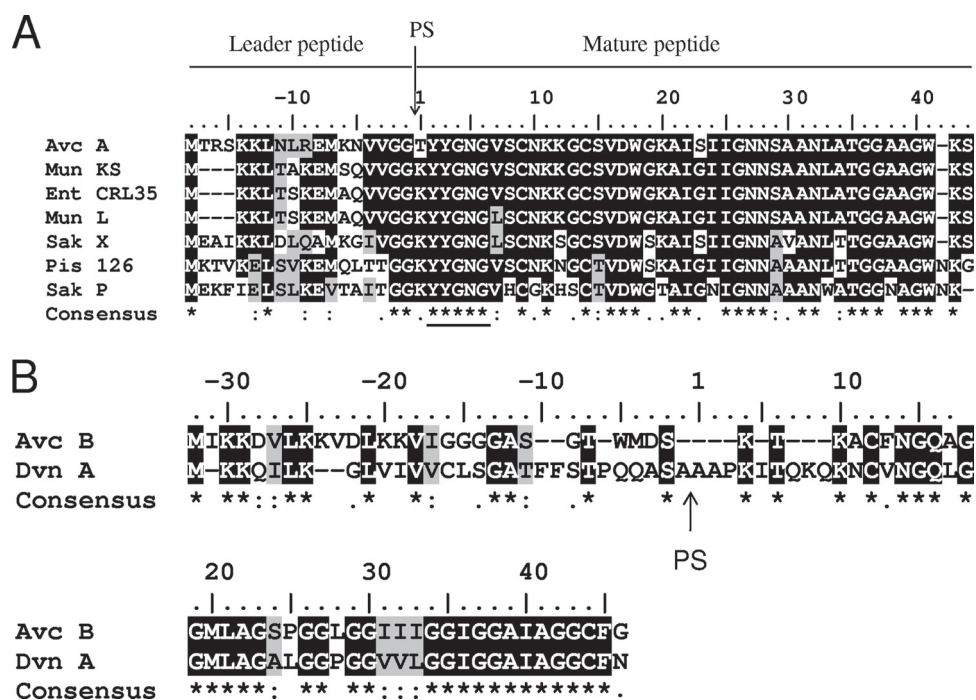 A
PS
Leader peptide Mature peptide
-10 1 10 20 30 40
Avc A MTRSKKLNLREMKNVVGGTYYGNGVSCNKKGCSVDWGKAISIIGNNSAANLATGGAAGW-KS
Mun KS M---KKLTAKEMSQVVGGKYYGNGVSCNKKGCSVDWGKAIGIIGNNSAANLATGGAAGW-KS
Ent CRL35 M---KKLTSKEMAQVVGGKYYGNGVSCNKKGCSVDWGKAIGIIGNNSAANLATGGAAGW-KS
Mun L M---KKLTSKEMAQVVGGKYYGNGLSCNKKGCSVDWGKAIGIIGNNSAANLATGGAAGW-KS
Sak X MEAIKKLDLQAMKGIVGGKYYGNGLSCNKSGCSVDWSKAISIIGNNAVANLTTGGAAGW-KS
Pis 126 MKTVKELSVKEMQLTTGGKYYGNGVSCNKNGCTVDWSKAIGIIGNNAAANLTTGGAAGWNKG
Sak P MEKFIELSLKEVTAITGGKYYGNGVHCGKHSCTVDWGTAIGNIGNNAAANWATGGNAGWNK-
Consensus * :* .: .** *****: * * .*.*** ** **** : ** *** *** *
B
-30 -20 -10 1 10
Avc B MIKKDVLKKVDLKKVIGGGGAS--GT-WMDS----K-T---KACFNGQAG
Dvn A M-KKQILK--GLVIVVCLSGATFFSTPQQASAAAPKITQKQKNCVNGQLG
Consensus * **::** * *: .**: .* * * * * *.*** *
PS
20 30 40
Avc B GMLAGSPGGLGGIIIGGIGGAIAGGCFG
Dvn A GMLAGALGGPGGVVLGGIGGAIAGGCFN
Consensus *****: ** **:::*************.